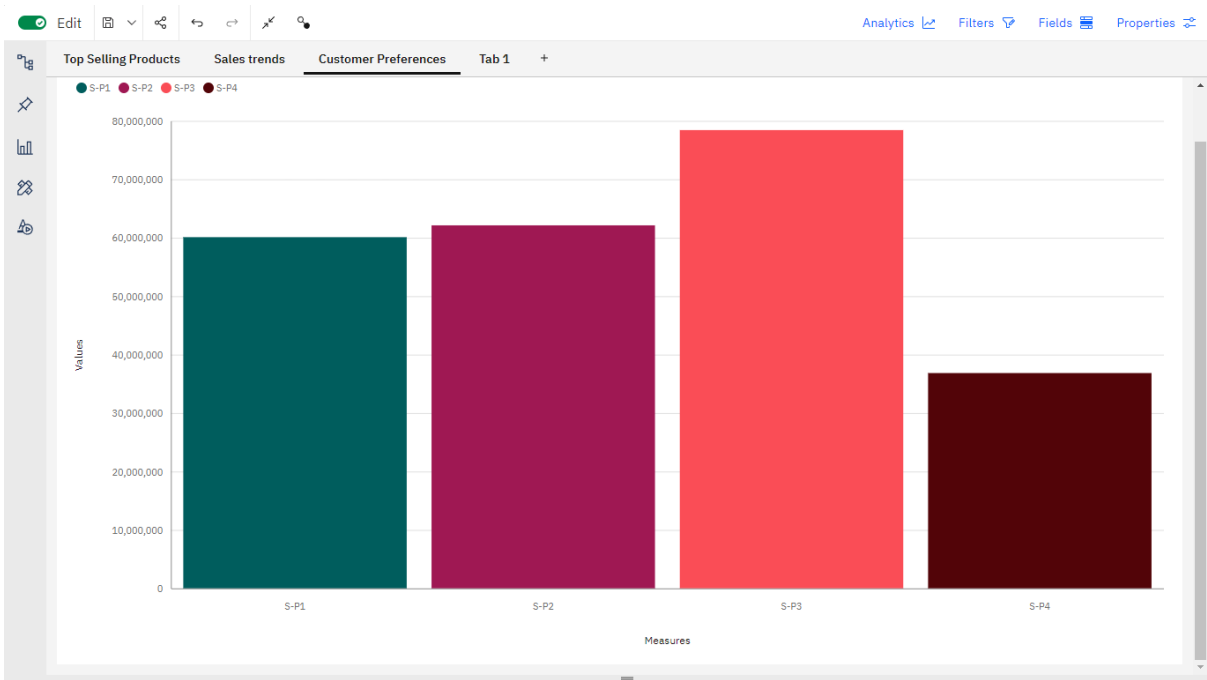 Edit Analytics Filters Fields Properties
Top Selling Products Sales trends Customer Preferences Tab 1 +
S-P1 S-P2 S-P3 S-P4
80,000,000
70,000,000
60,000,000
50,000,000
40,000,000
30,000,000
20,000,000
10,000,000
0
Values
S-P1 S-P2 S-P3 S-P4
Measures